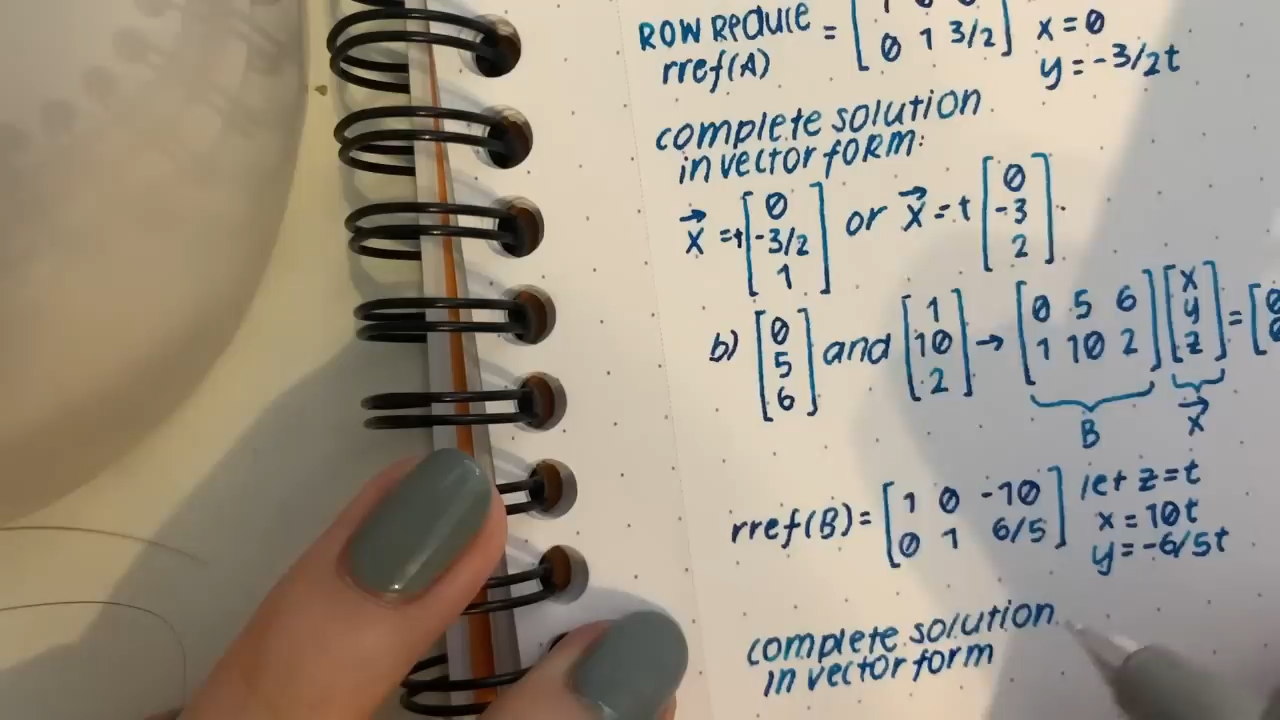 ROW REDUCE = [ 0 1 3/2 ] x = 0
rref(A) y = -3/2t
complete solution
in vector form:
x = t [ 0 -3/2 1 ] or x = t [ 0 -3 2 ].
b) [ 0 5 6 ] and [ 1 10 2 ] → [ 0 5 6 1 10 2 ] [ x y z ] = [
B x
rref(B) = [ 1 0 -10 0 1 6/5 ] let z = t
x = 10t
y = -6/5t
complete solution
in vector form